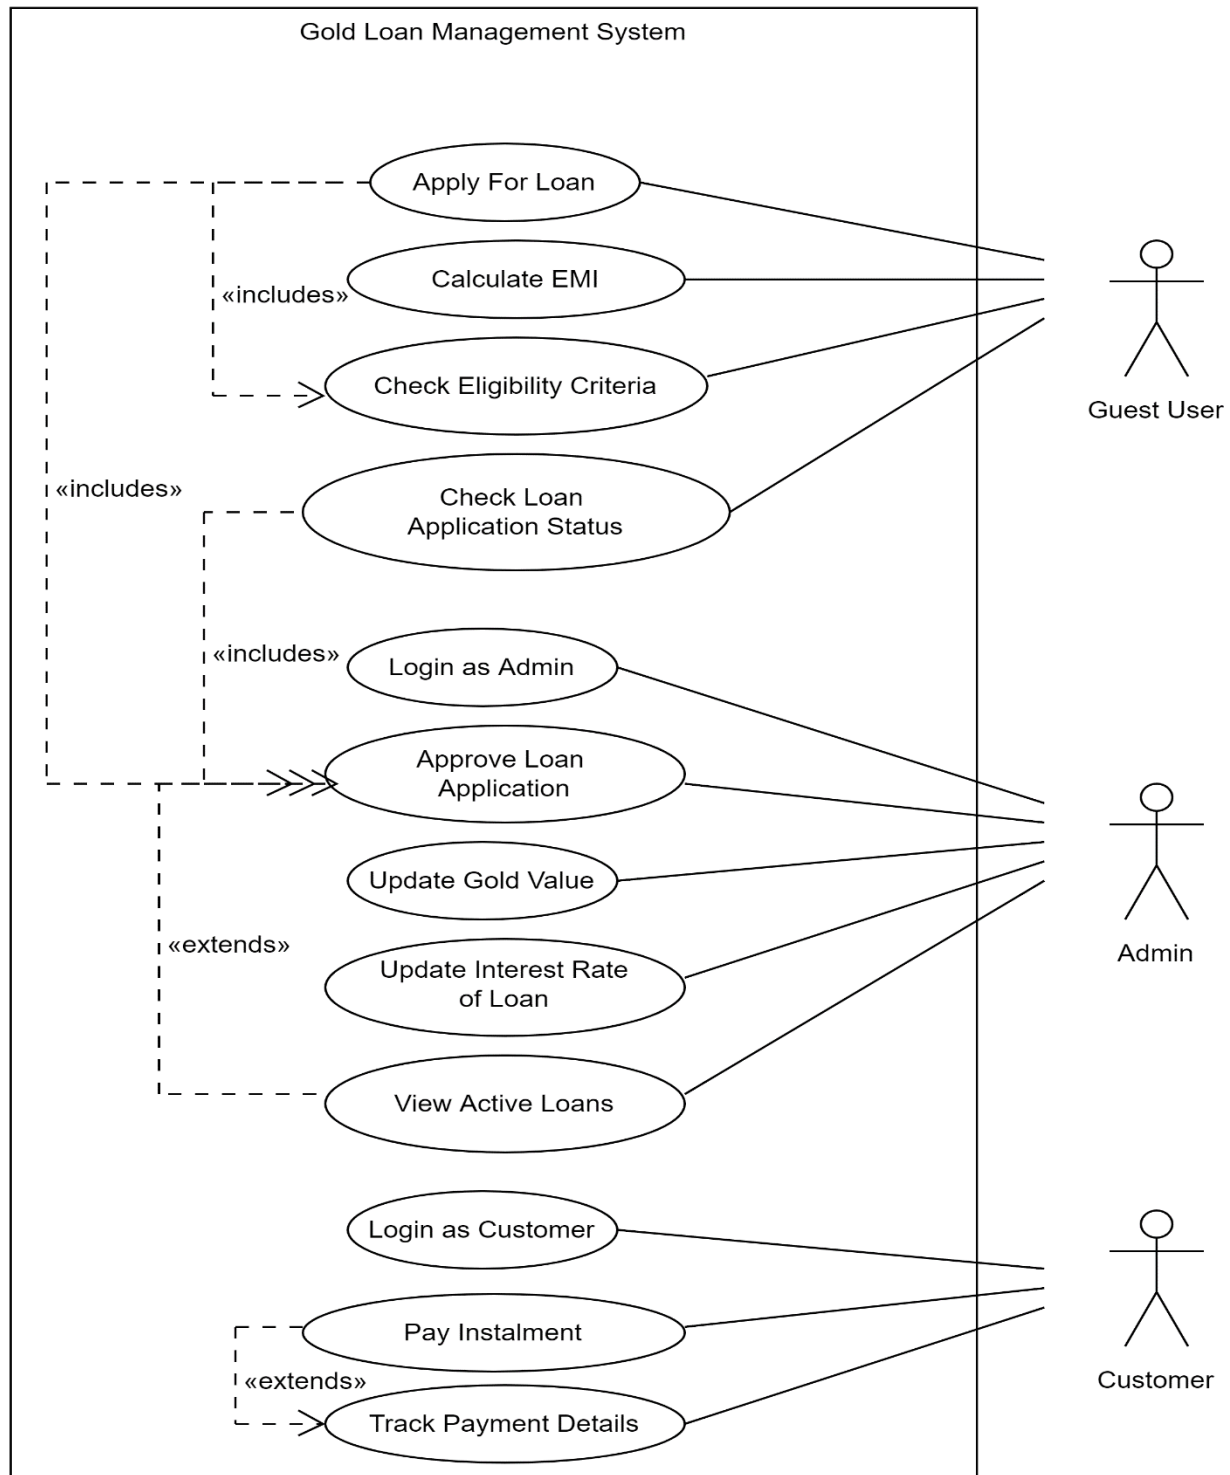 Gold Loan Management System
Apply For Loan
Calculate EMI
«includes»
Check Eligibility Criteria
Guest User
«includes»
Check Loan
Application Status
«includes»
Login as Admin
Approve Loan
Application
Update Gold Value
«extends»
Admin
Update Interest Rate
of Loan
View Active Loans
Login as Customer
Pay Instalment
«extends»
Customer
Track Payment Details